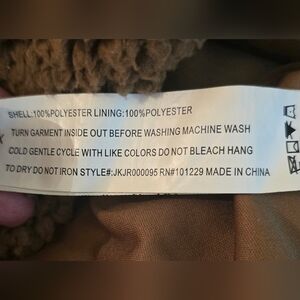 SHELL:100%POLYESTER LINING:100%POLYESTER
TURN GARMENT INSIDE OUT BEFORE WASHING MACHINE WASH
COLD GENTLE CYCLE WITH LIKE COLORS DO NOT BLEACH HANG
TO DRY DO NOT IRON STYLE#:JKJR000095 RN#101229 MADE IN CHINA